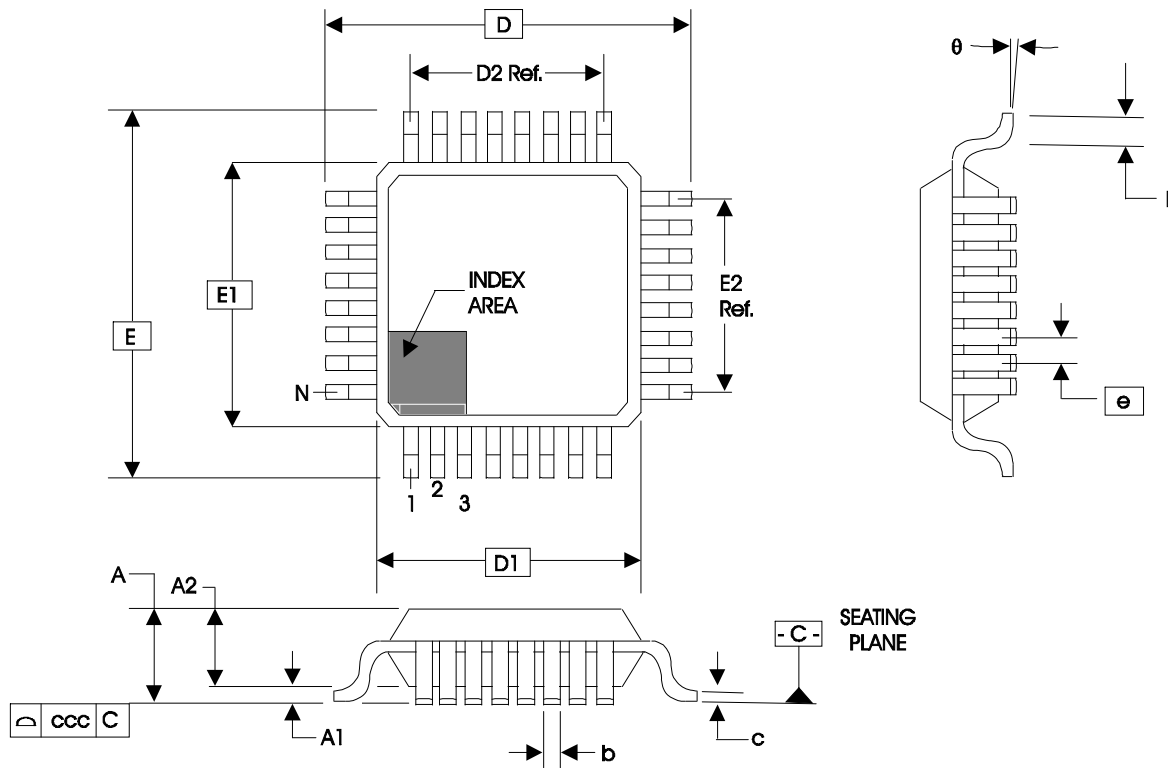 D
D2 Ref.
θ
E1
E
INDEX
AREA
E2
Ref.
N
1
2
3
e
D1
A
A2
A1
b
c
- C -
SEATING
PLANE
ccc C